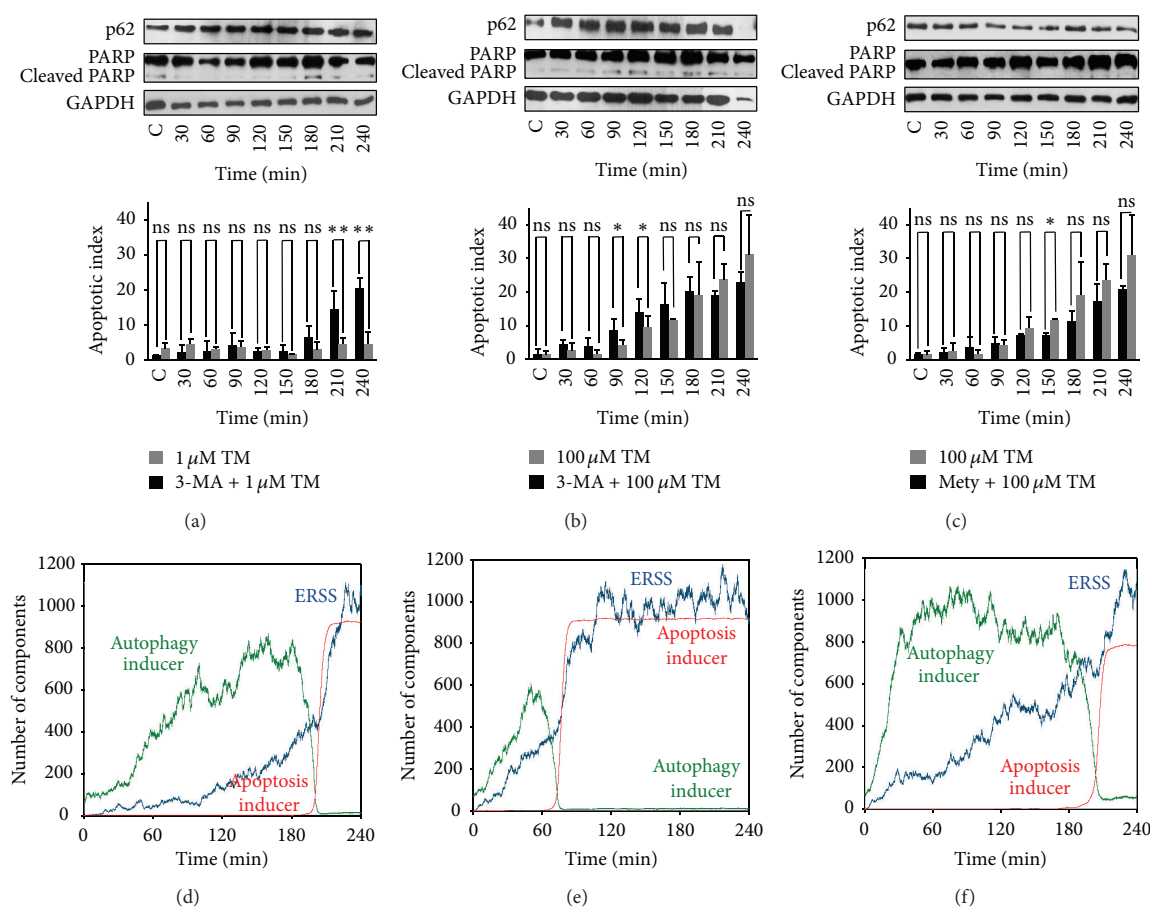 p62
PARP
Cleaved PARP
GAPDH
C 30 60 90 120 150 180 210 240
Time (min)
40
30
20
10
0
Apoptotic index
ns ns ns ns ns ns ns ** **
C 30 60 90 120 150 180 210 240
Time (min)
1 μM TM
3-MA + 1 μM TM
(a)
p62
PARP
Cleaved PARP
GAPDH
C 30 60 90 120 150 180 210 240
Time (min)
40
30
20
10
0
Apoptotic index
ns ns ns * * ns ns ns ns
C 30 60 90 120 150 180 210 240
Time (min)
100 μM TM
3-MA + 100 μM TM
(b)
p62
PARP
Cleaved PARP
GAPDH
C 30 60 90 120 150 180 210 240
Time (min)
40
30
20
10
0
Apoptotic index
ns ns ns ns ns * ns ns ns
C 30 60 90 120 150 180 210 240
Time (min)
100 μM TM
Mety + 100 μM TM
(c)
1200
1000
800
600
400
200
0
Number of components
ERSS
Autophagy
inducer
Apoptosis
inducer
0 60 120 180 240
Time (min)
(d)
1200
1000
800
600
400
200
0
Number of components
ERSS
Apoptosis
inducer
Autophagy
inducer
0 60 120 180 240
Time (min)
(e)
1200
1000
800
600
400
200
0
Number of components
ERSS
Autophagy
inducer
Apoptosis
inducer
0 60 120 180 240
Time (min)
(f)